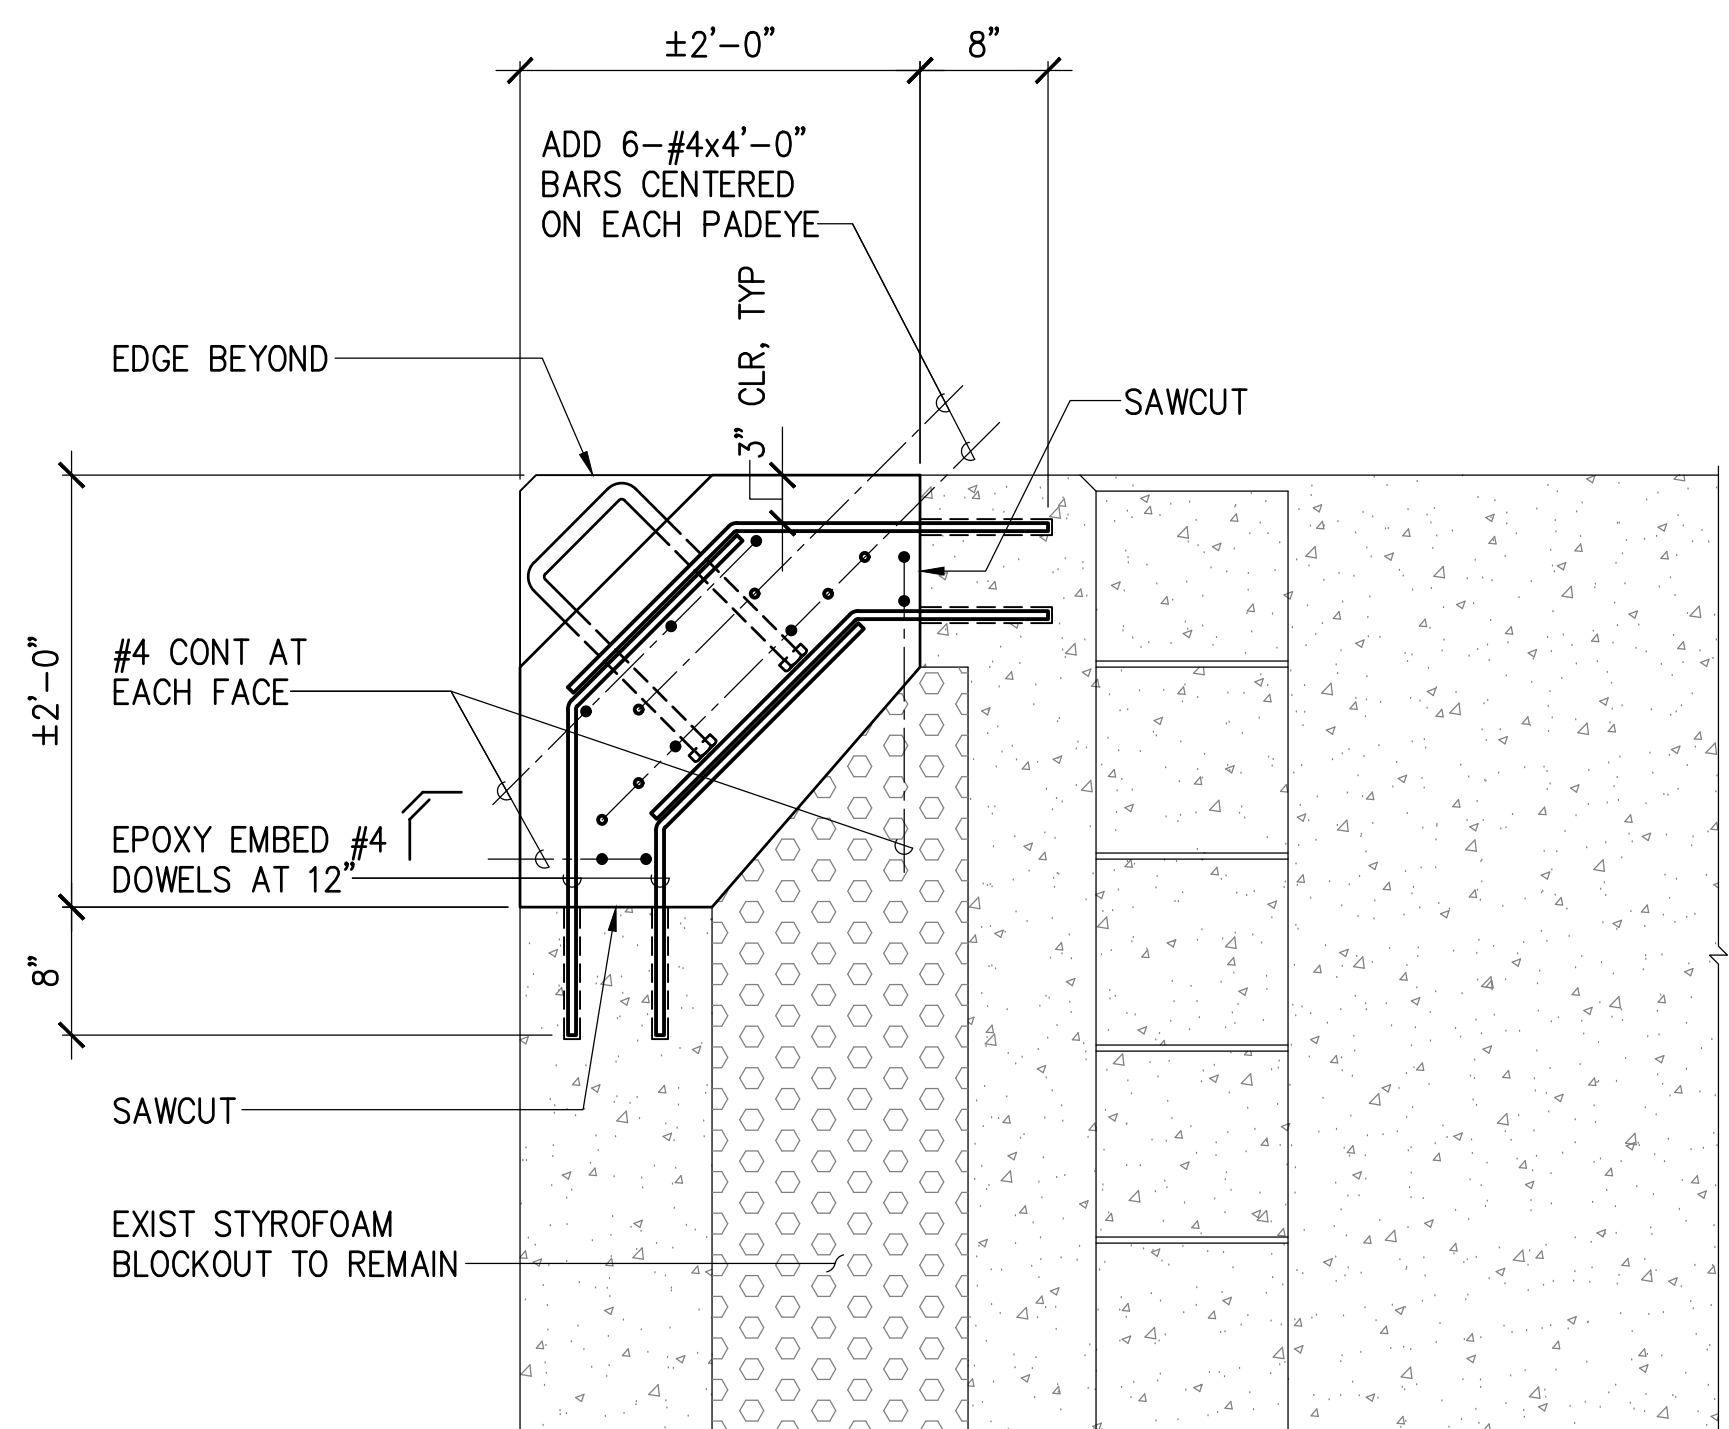 ±2'-0"
8"
ADD 6-#4x4'-0"
BARS CENTERED
ON EACH PADEYE
3" CLR, TYP
EDGE BEYOND
SAWCUT
±2'-0"
#4 CONT AT
EACH FACE
EPOXY EMBED #4
DOWELS AT 12"
8"
SAWCUT
EXIST STYROFOAM
BLOCKOUT TO REMAIN